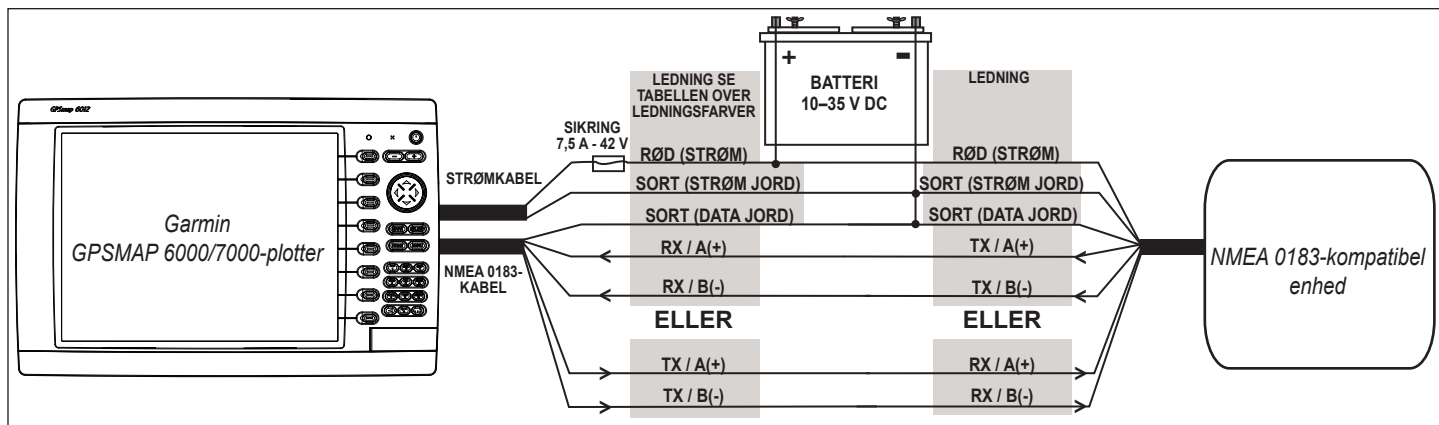 GPSmap 6012
Garmin
GPSMAP 6000/7000-plotter
STRØMKABEL
NMEA 0183-
KABEL
SIKRING
7,5 A - 42 V
LEDNING SE
TABELLEN OVER
LEDNINGSFARVER
+
-
BATTERI
10–35 V DC
LEDNING
RØD (STRØM)
RØD (STRØM)
SORT (STRØM JORD)
SORT (STRØM JORD)
SORT (DATA JORD)
SORT (DATA JORD)
RX / A(+)
TX / A(+)
RX / B(-)
TX / B(-)
ELLER
ELLER
TX / A(+)
RX / A(+)
TX / B(-)
RX / B(-)
NMEA 0183-kompatibel
enhed